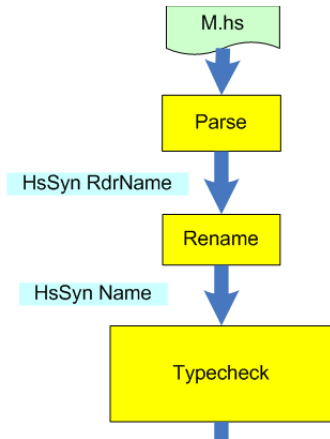 M.hs
Parse
HsSyn RdrName
Rename
HsSyn Name
Typecheck